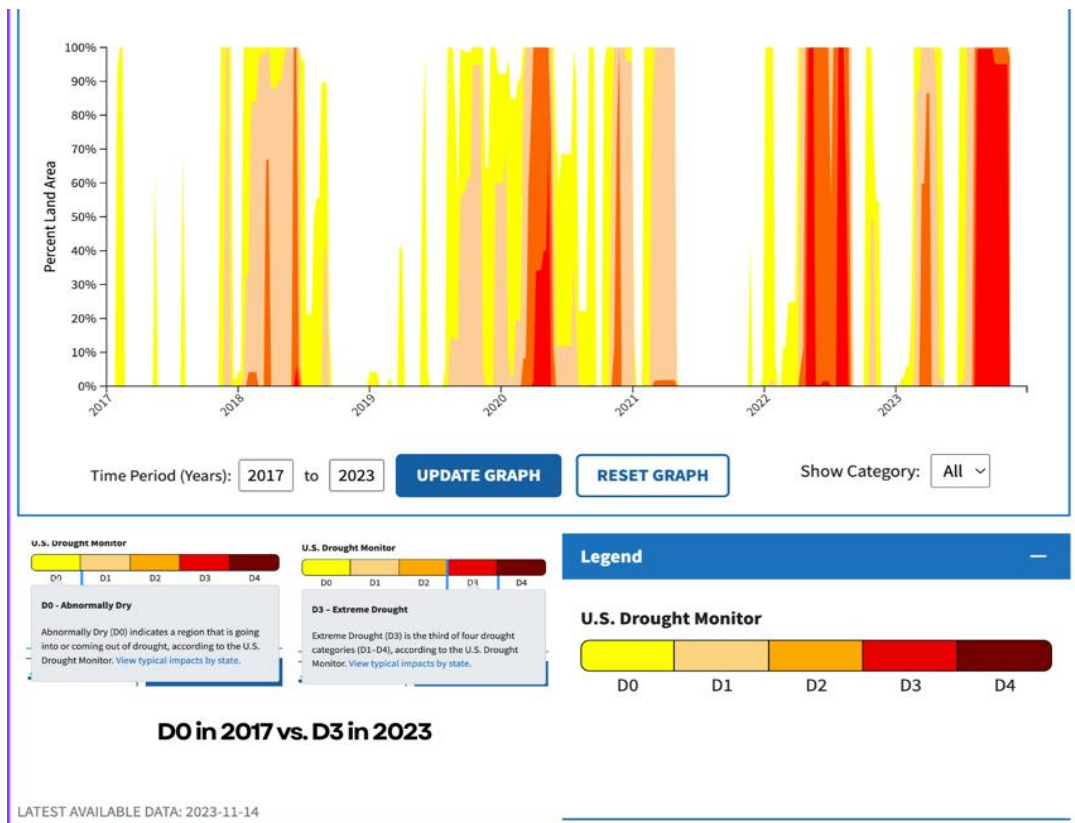 100%
90%
80%
70%
60%
50%
40%
30%
20%
10%
0%
Percent Land Area
2017
2018
2019
2020
2021
2022
2023
Time Period (Years): 2017 to 2023 UPDATE GRAPH RESET GRAPH Show Category: All
U.S. Drought Monitor
D0 D1 D2 D3 D4
D0 - Abnormally Dry
Abnormally Dry (D0) indicates a region that is going
into or coming out of drought, according to the U.S.
Drought Monitor. View typical impacts by state.
U.S. Drought Monitor
D0 D1 D2 D3 D4
D3 – Extreme Drought
Extreme Drought (D3) is the third of four drought
categories (D1–D4), according to the U.S. Drought
Monitor. View typical impacts by state.
Legend
U.S. Drought Monitor
D0 D1 D2 D3 D4
D0 in 2017 vs. D3 in 2023
LATEST AVAILABLE DATA: 2023-11-14